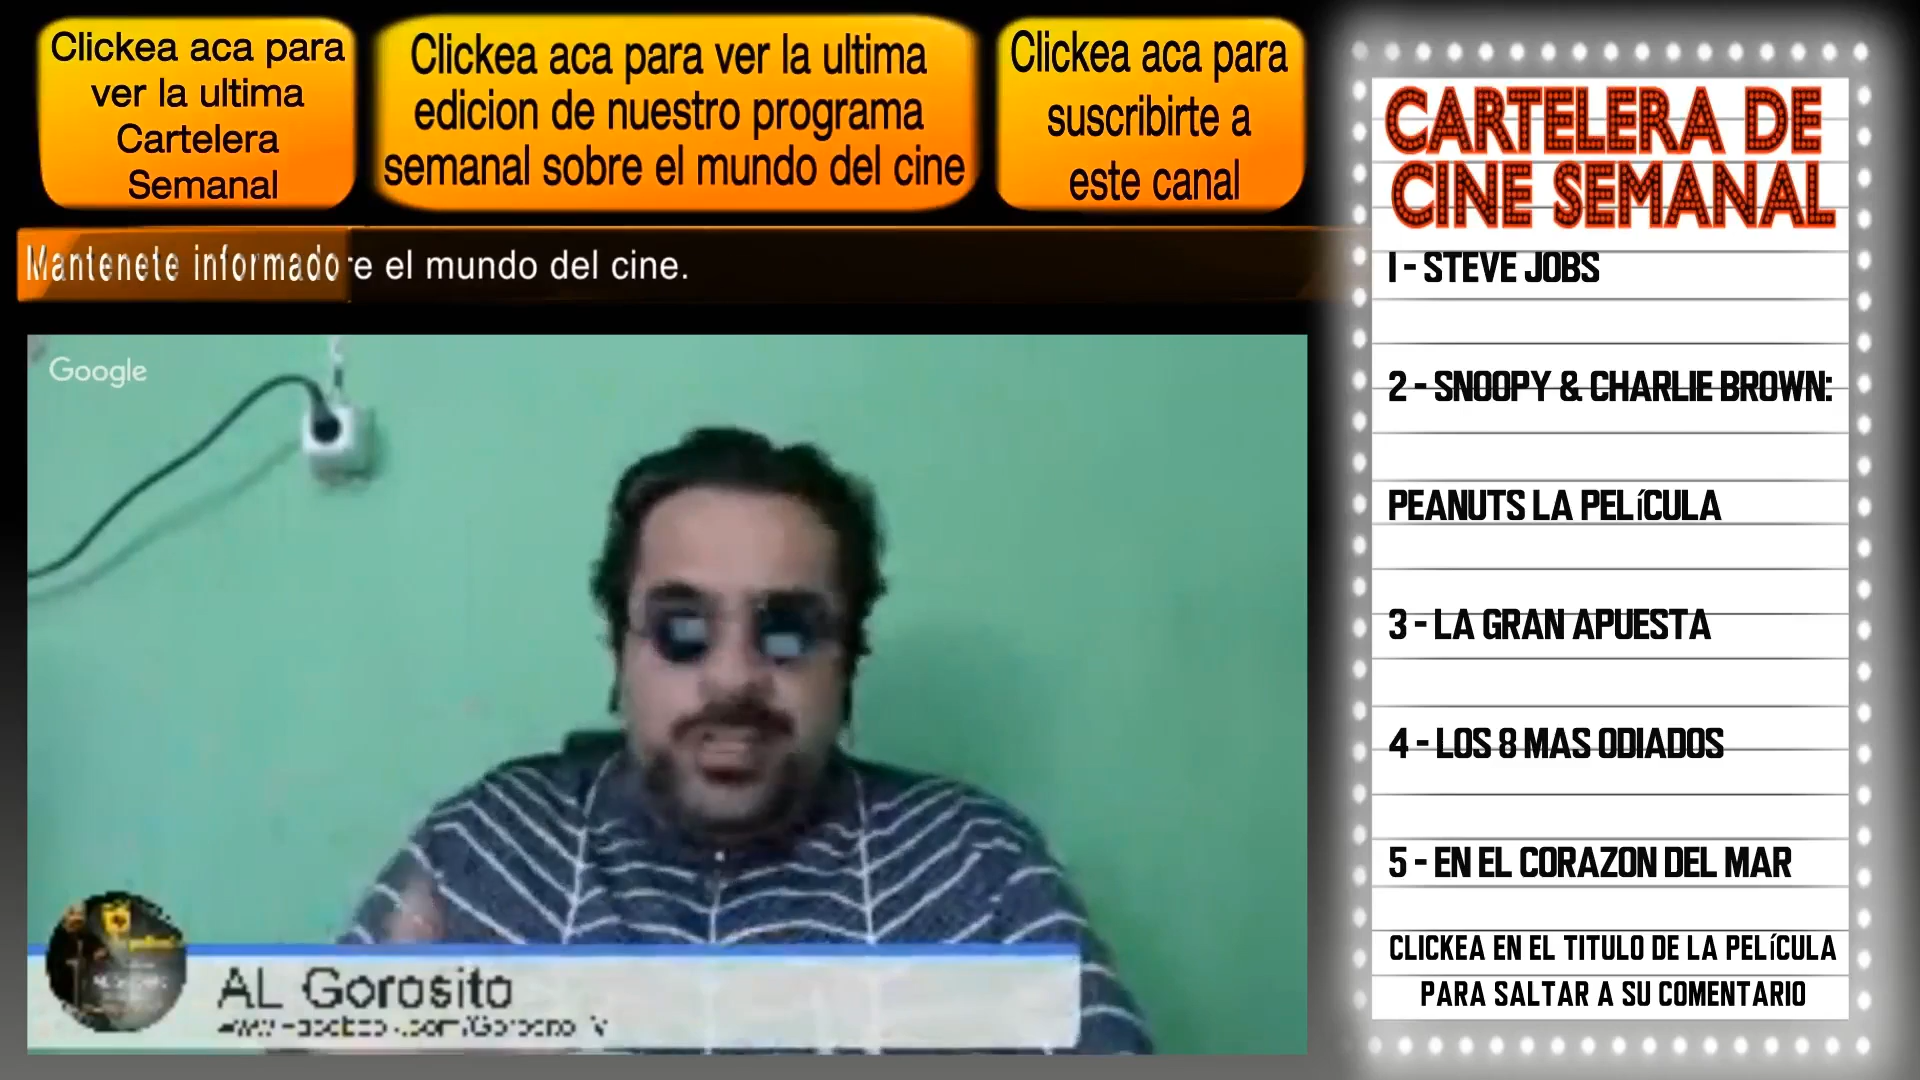 Clickea aca para
ver la ultima
Cartelera
Semanal
Clickea aca para ver la ultima
edicion de nuestro programa
semanal sobre el mundo del cine
Clickea aca para
suscribirte a
este canal
Mantenete informado re el mundo del cine.
Google
AL Gorosito
CARTELERA DE
CINE SEMANAL
1 - STEVE JOBS
2 - SNOOPY & CHARLIE BROWN:
PEANUTS LA PELíCULA
3 - LA GRAN APUESTA
4 - LOS 8 MAS ODIADOS
5 - EN EL CORAZON DEL MAR
CLICKEA EN EL TITULO DE LA PELíCULA
PARA SALTAR A SU COMENTARIO